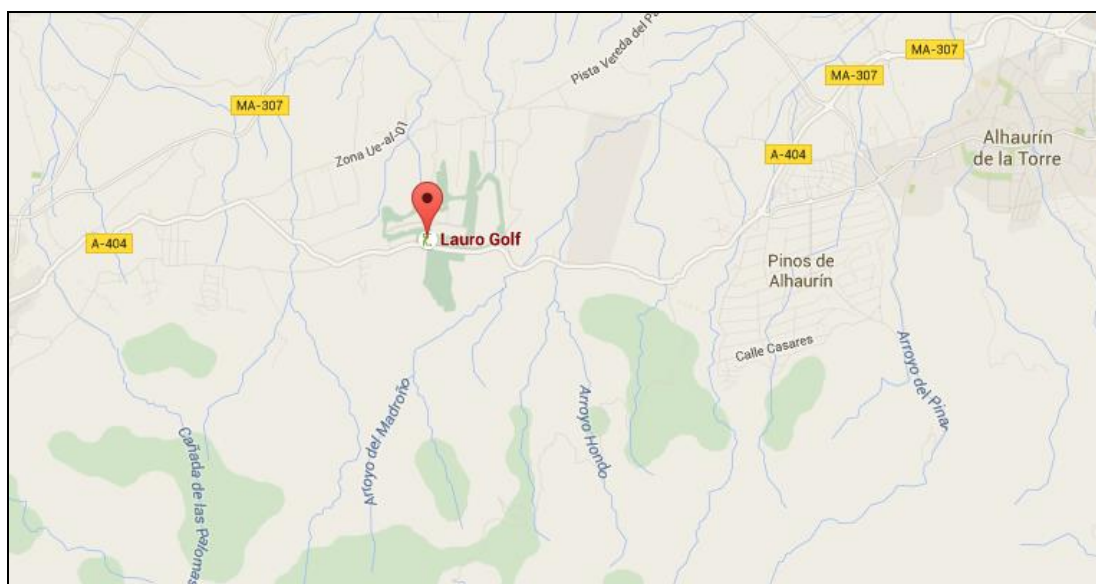 Pista Vereda del Pa
MA-307
MA-307
MA-307
Zona Ue-al-01
A-404
Alhaurín
de la Torre
Lauro Golf
A-404
Pinos de
Alhaurín
Calle Casares
Arroyo del Pinar
Arroyo del Madroño
Arroyo Hondo
Cañada de las Palomas